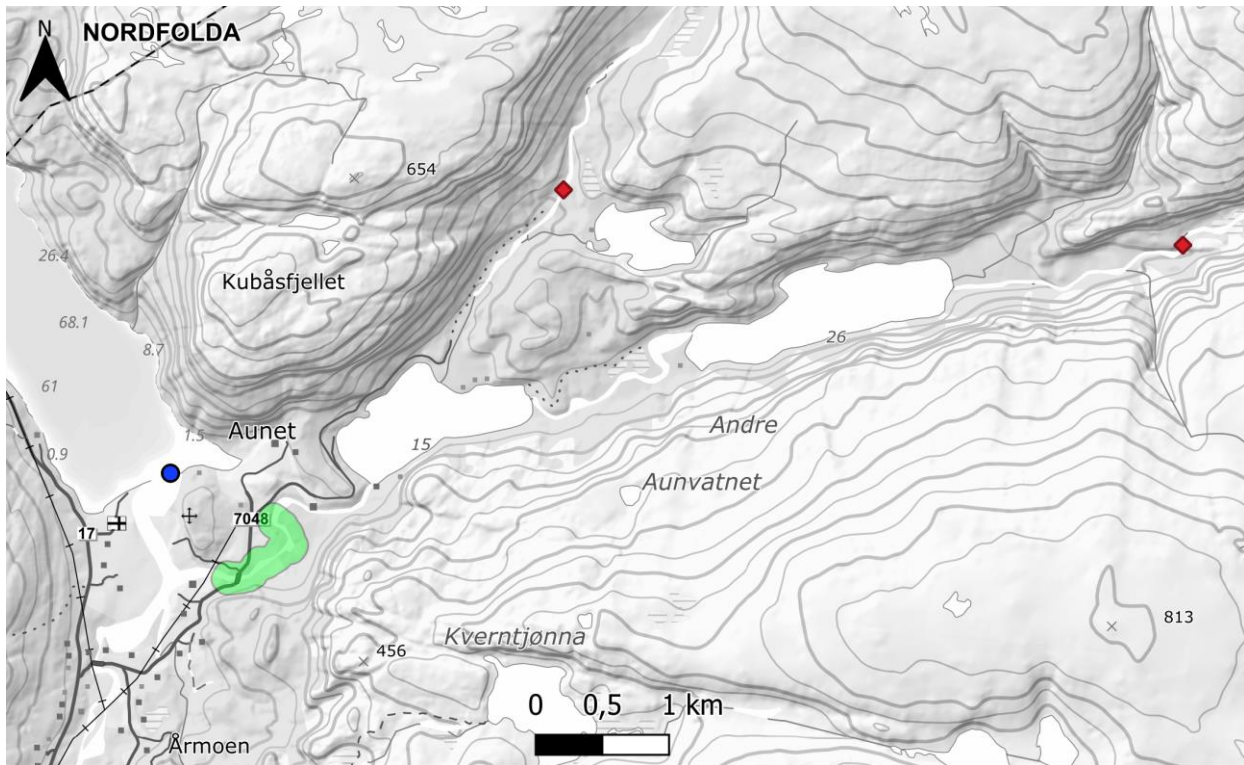 N
NORDFOLDA
654
26.4
Kubåsfjellet
68.1
8.7
26
61
1.5
Aunet
15
Andre
0.9
Aunvatnet
7048
17
813
Kverntjønna
456
0 0,5 1 km
Årmoen